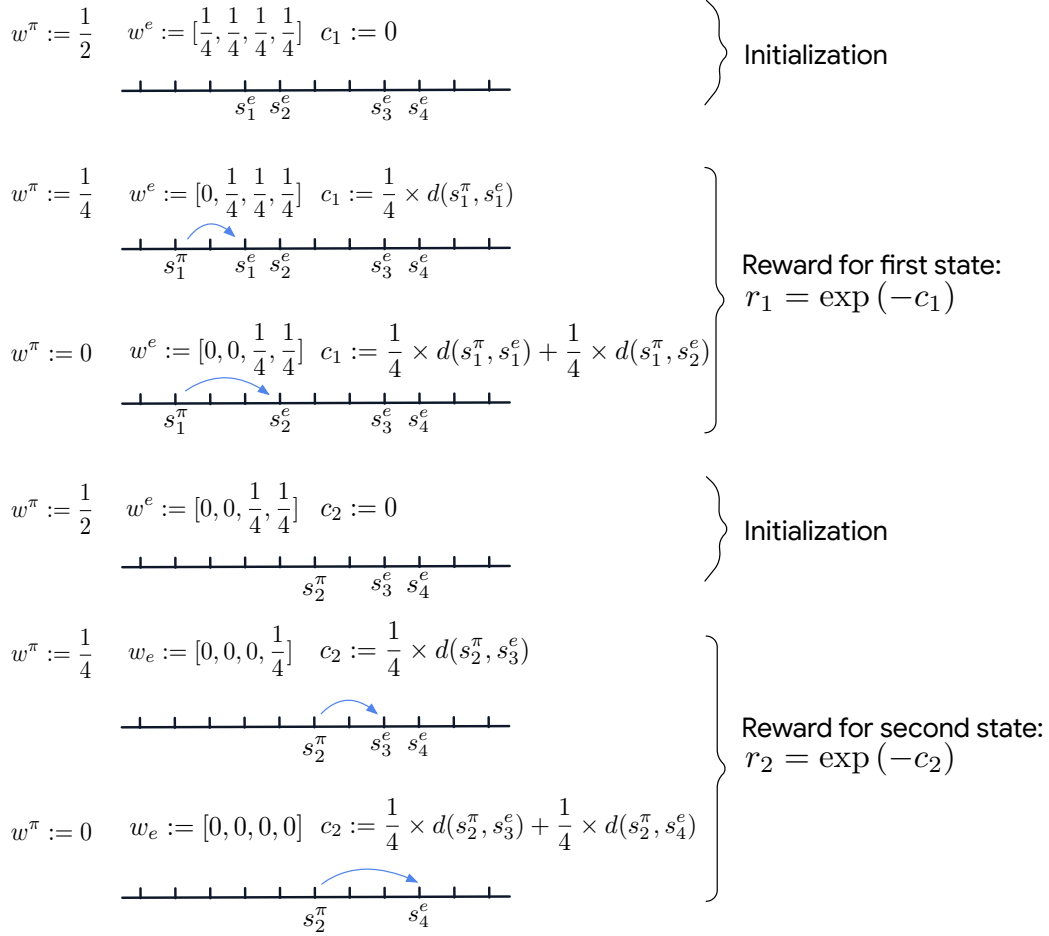 w^π := 1/2 w^e := [1/4, 1/4, 1/4, 1/4] c_1 := 0
Initialization
s_1^e s_2^e s_3^e s_4^e
w^π := 1/4 w^e := [0, 1/4, 1/4, 1/4] c_1 := 1/4 × d(s_1^π, s_1^e)
s_1^π s_1^e s_2^e s_3^e s_4^e
Reward for first state:
r_1 = exp (−c_1)
w^π := 0 w^e := [0, 0, 1/4, 1/4] c_1 := 1/4 × d(s_1^π, s_1^e) + 1/4 × d(s_1^π, s_2^e)
s_1^π s_2^e s_3^e s_4^e
w^π := 1/2 w^e := [0, 0, 1/4, 1/4] c_2 := 0
Initialization
s_2^π s_3^e s_4^e
w^π := 1/4 w_e := [0, 0, 0, 1/4] c_2 := 1/4 × d(s_2^π, s_3^e)
s_2^π s_3^e s_4^e
Reward for second state:
r_2 = exp (−c_2)
w^π := 0 w_e := [0, 0, 0, 0] c_2 := 1/4 × d(s_2^π, s_3^e) + 1/4 × d(s_2^π, s_4^e)
s_2^π s_4^e